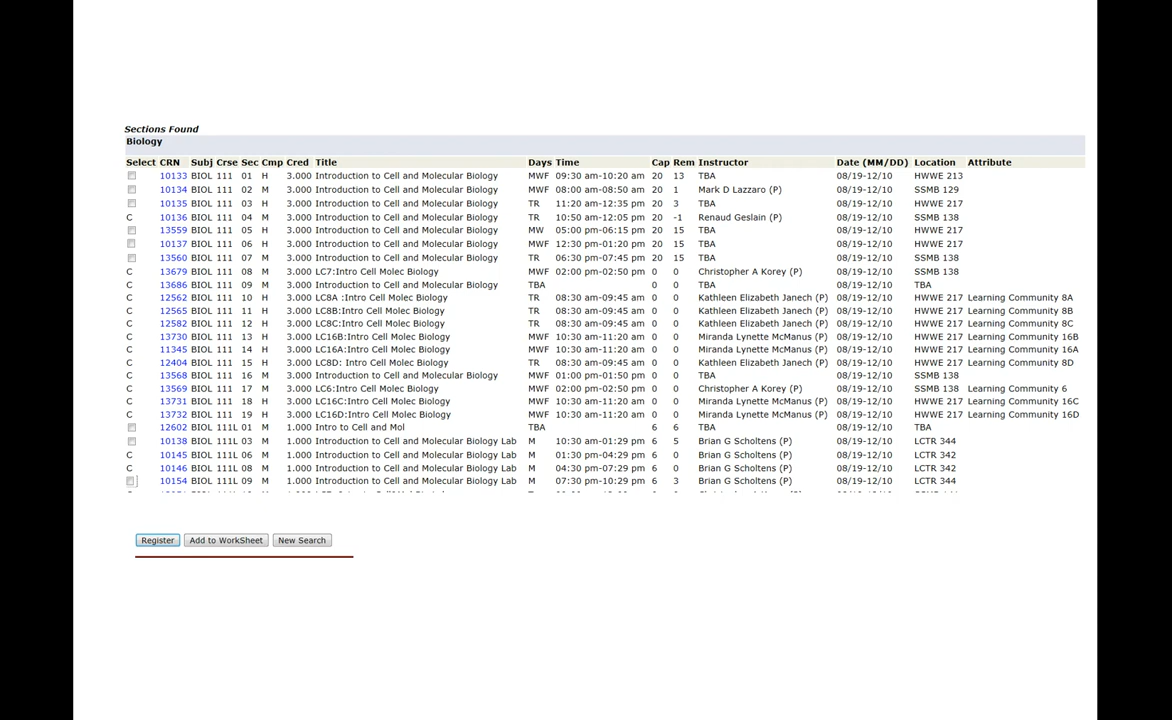 Sections Found
Biology
Select CRN Subj Crse Sec Cmp Cred Title Days Time Cap Rem Instructor Date (MM/DD) Location Attribute
10133 BIOL 111 01 H 3.000 Introduction to Cell and Molecular Biology MWF 09:30 am-10:20 am 20 13 TBA 08/19-12/10 HWWE 213
10134 BIOL 111 02 M 3.000 Introduction to Cell and Molecular Biology MWF 08:00 am-08:50 am 20 1 Mark D Lazzaro (P) 08/19-12/10 SSMB 129
10135 BIOL 111 03 H 3.000 Introduction to Cell and Molecular Biology TR 11:20 am-12:35 pm 20 3 TBA 08/19-12/10 HWWE 217
C 10136 BIOL 111 04 M 3.000 Introduction to Cell and Molecular Biology TR 10:50 am-12:05 pm 20 -1 Renaud Geslain (P) 08/19-12/10 SSMB 138
13559 BIOL 111 05 H 3.000 Introduction to Cell and Molecular Biology MW 05:00 pm-06:15 pm 20 15 TBA 08/19-12/10 HWWE 217
10137 BIOL 111 06 H 3.000 Introduction to Cell and Molecular Biology MWF 12:30 pm-01:20 pm 20 15 TBA 08/19-12/10 HWWE 217
13560 BIOL 111 07 M 3.000 Introduction to Cell and Molecular Biology TR 06:30 pm-07:45 pm 20 15 TBA 08/19-12/10 SSMB 138
C 13679 BIOL 111 08 M 3.000 LC7:Intro Cell Molec Biology MWF 02:00 pm-02:50 pm 0 0 Christopher A Korey (P) 08/19-12/10 SSMB 138
C 13686 BIOL 111 09 M 3.000 Introduction to Cell and Molecular Biology TBA 0 0 TBA 08/19-12/10 TBA
C 12562 BIOL 111 10 H 3.000 LC8A :Intro Cell Molec Biology TR 08:30 am-09:45 am 0 0 Kathleen Elizabeth Janech (P) 08/19-12/10 HWWE 217 Learning Community 8A
C 12565 BIOL 111 11 H 3.000 LC8B:Intro Cell Molec Biology TR 08:30 am-09:45 am 0 0 Kathleen Elizabeth Janech (P) 08/19-12/10 HWWE 217 Learning Community 8B
C 12582 BIOL 111 12 H 3.000 LC8C:Intro Cell Molec Biology TR 08:30 am-09:45 am 0 0 Kathleen Elizabeth Janech (P) 08/19-12/10 HWWE 217 Learning Community 8C
C 13730 BIOL 111 13 H 3.000 LC16B:Intro Cell Molec Biology MWF 10:30 am-11:20 am 0 0 Miranda Lynette McManus (P) 08/19-12/10 HWWE 217 Learning Community 16B
C 11345 BIOL 111 14 H 3.000 LC16A:Intro Cell Molec Biology MWF 10:30 am-11:20 am 0 0 Miranda Lynette McManus (P) 08/19-12/10 HWWE 217 Learning Community 16A
C 12404 BIOL 111 15 H 3.000 LC8D: Intro Cell Molec Biology TR 08:30 am-09:45 am 0 0 Kathleen Elizabeth Janech (P) 08/19-12/10 HWWE 217 Learning Community 8D
C 13568 BIOL 111 16 M 3.000 Introduction to Cell and Molecular Biology MWF 01:00 pm-01:50 pm 0 0 TBA 08/19-12/10 SSMB 138
C 13569 BIOL 111 17 M 3.000 LC6:Intro Cell Molec Biology MWF 02:00 pm-02:50 pm 0 0 Christopher A Korey (P) 08/19-12/10 SSMB 138 Learning Community 6
C 13731 BIOL 111 18 H 3.000 LC16C:Intro Cell Molec Biology MWF 10:30 am-11:20 am 0 0 Miranda Lynette McManus (P) 08/19-12/10 HWWE 217 Learning Community 16C
C 13732 BIOL 111 19 H 3.000 LC16D:Intro Cell Molec Biology MWF 10:30 am-11:20 am 0 0 Miranda Lynette McManus (P) 08/19-12/10 HWWE 217 Learning Community 16D
12602 BIOL 111L 01 M 1.000 Intro to Cell and Mol TBA 6 6 TBA 08/19-12/10 TBA
10138 BIOL 111L 03 M 1.000 Introduction to Cell and Molecular Biology Lab M 10:30 am-01:29 pm 6 5 Brian G Scholtens (P) 08/19-12/10 LCTR 344
C 10145 BIOL 111L 06 M 1.000 Introduction to Cell and Molecular Biology Lab M 01:30 pm-04:29 pm 6 0 Brian G Scholtens (P) 08/19-12/10 LCTR 342
C 10146 BIOL 111L 08 M 1.000 Introduction to Cell and Molecular Biology Lab M 04:30 pm-07:29 pm 6 0 Brian G Scholtens (P) 08/19-12/10 LCTR 342
10154 BIOL 111L 09 M 1.000 Introduction to Cell and Molecular Biology Lab M 07:30 pm-10:29 pm 6 3 Brian G Scholtens (P) 08/19-12/10 LCTR 344
Register Add to WorkSheet New Search